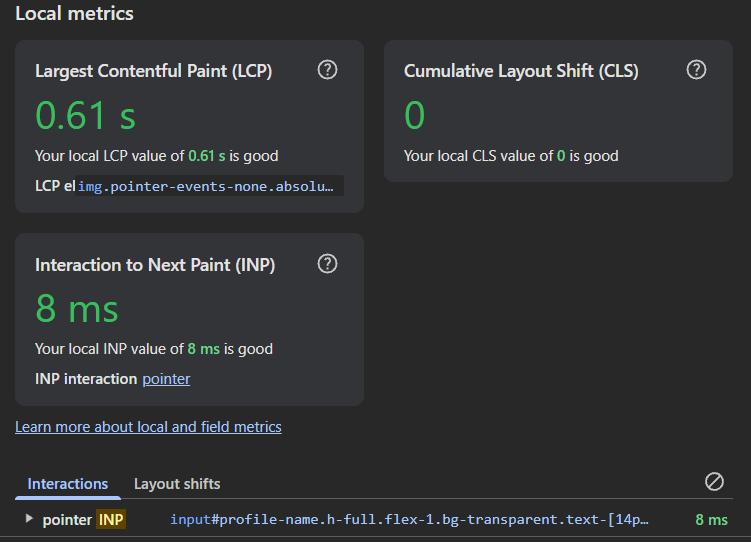 Local metrics
Largest Contentful Paint (LCP)
0.61 s
Your local LCP value of 0.61 s is good
LCP el img.pointer-events-none.absolu…
Cumulative Layout Shift (CLS)
0
Your local CLS value of 0 is good
Interaction to Next Paint (INP)
8 ms
Your local INP value of 8 ms is good
INP interaction pointer
Learn more about local and field metrics
Interactions Layout shifts
pointer INP input#profile-name.h-full.flex-1.bg-transparent.text-[14p… 8 ms